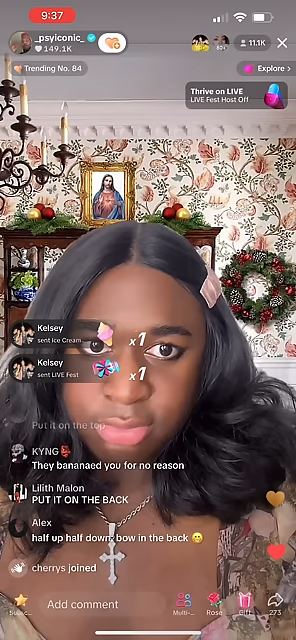 9:37
_psyiconic_
149.1K
60+
11.1K
Trending No. 84
Explore >
Thrive on LIVE
LIVE Fest Host Off
Kelsey
sent Ice Cream
x1
Kelsey
sent LIVE Fest
x1
Put it on the top
KYNG
They bananaed you for no reason
Lilith Malon
PUT IT ON THE BACK
Alex
half up half down bow in the back
cherrys joined
Add comment
Subsc...
Multi-...
Rose
Gift
273